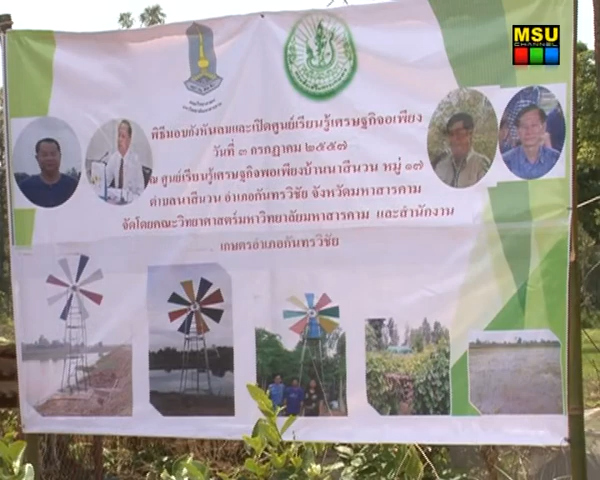 MSU
CHANNEL
พิธีมอบกังหันลมและเปิดศูนย์เรียนรู้เศรษฐกิจพอเพียง
วันที่ ๓ กรกฎาคม ๒๕๕๗
ณ ศูนย์เรียนรู้เศรษฐกิจพอเพียงบ้านนาสีนวน หมู่ ๑๗
ตำบลนาสีนวน อำเภอกันทรวิชัย จังหวัดมหาสารคาม
จัดโดยคณะวิทยาศาสตร์มหาวิทยาลัยมหาสารคาม และสำนักงาน
เกษตรอำเภอกันทรวิชัย